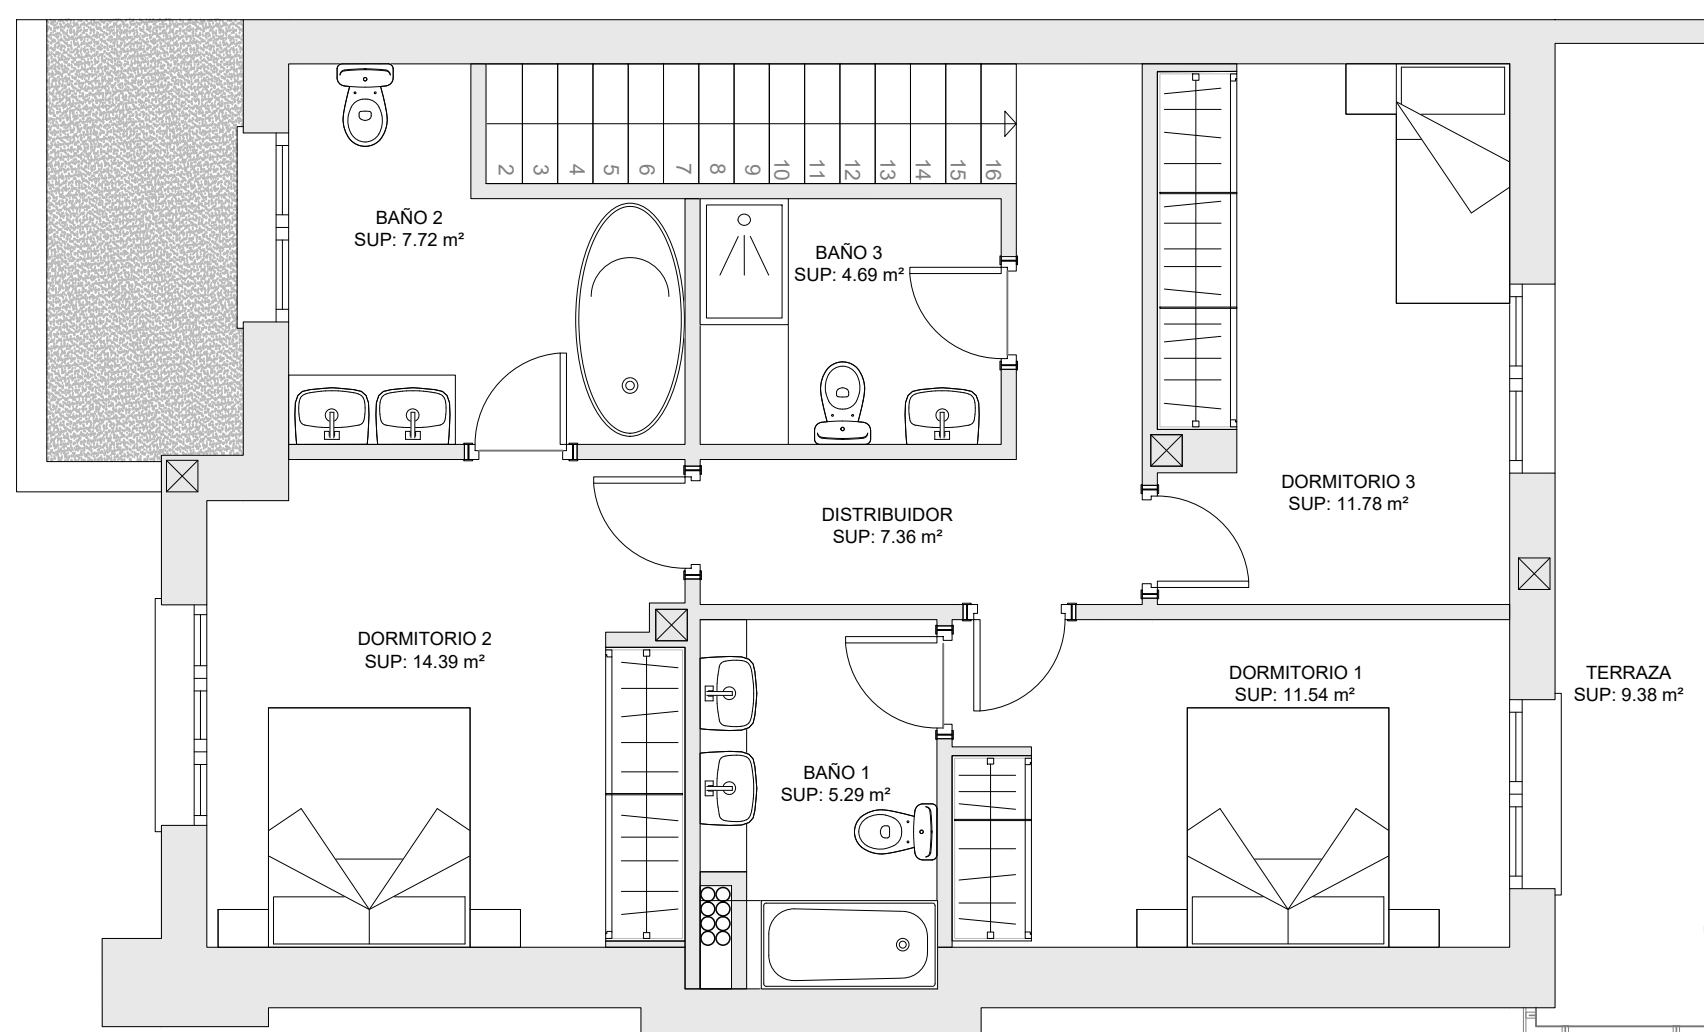 2
3
4
5
6
7
8
9
10
11
12
13
14
15
16
BAÑO 2
SUP: 7.72 m²
BAÑO 3
SUP: 4.69 m²
DORMITORIO 3
SUP: 11.78 m²
DISTRIBUIDOR
SUP: 7.36 m²
DORMITORIO 2
SUP: 14.39 m²
DORMITORIO 1
SUP: 11.54 m²
TERRAZA
SUP: 9.38 m²
BAÑO 1
SUP: 5.29 m²